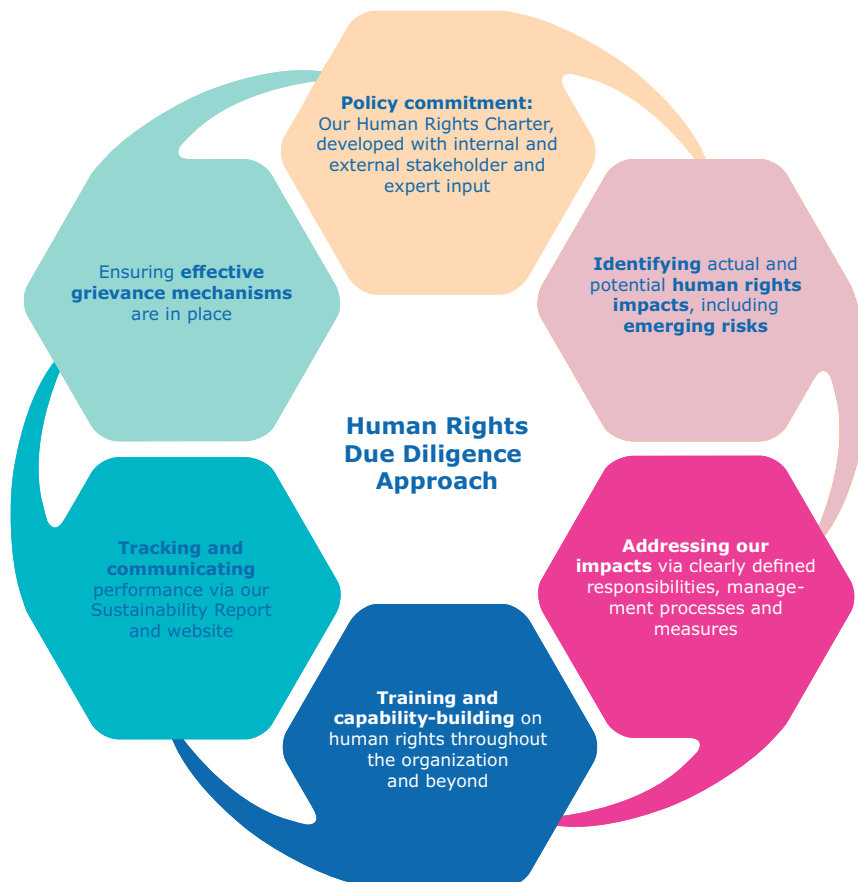 Policy commitment:
Our Human Rights Charter,
developed with internal and
external stakeholder and
expert input
Identifying actual and
potential human rights
impacts, including
emerging risks
Addressing our
impacts via clearly defined
responsibilities, manage-
ment processes and
measures
Training and
capability-building on
human rights throughout
the organization
and beyond
Tracking and
communicating
performance via our
Sustainability Report
and website
Ensuring effective
grievance mechanisms
are in place
Human Rights
Due Diligence
Approach